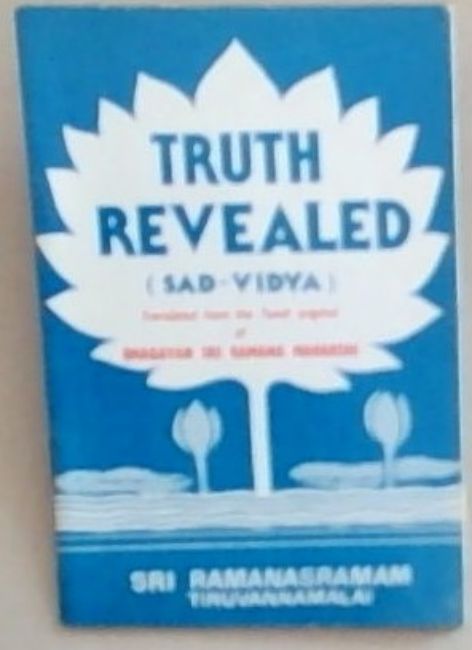 TRUTH
REVEALED
( SAD-VIDYA )
Translated from the Tamil original
of
BHAGAVAN SRI RAMANA MAHARSHI
SRI RAMANASRAMAM
TIRUVANNAMALAI